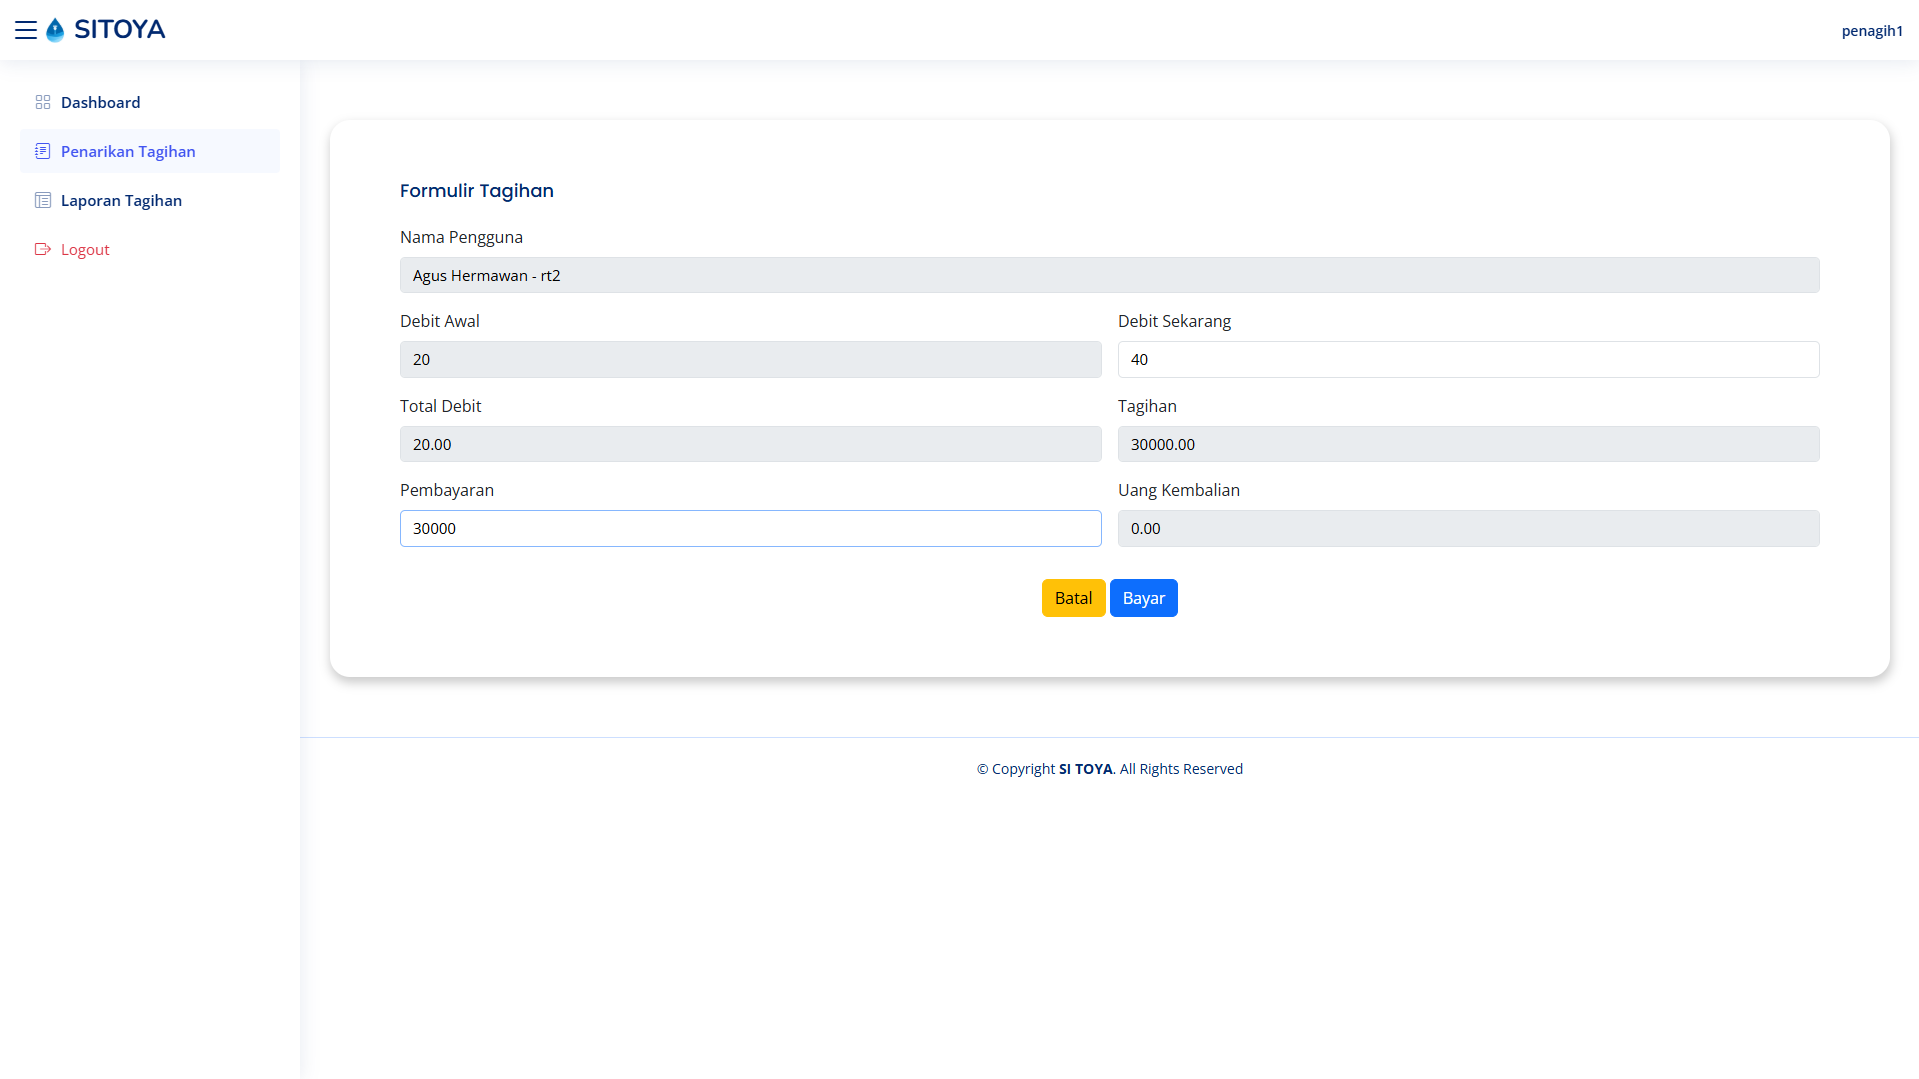 SITOYA
penagih1
Dashboard
Penarikan Tagihan
Laporan Tagihan
Logout
Formulir Tagihan
Nama Pengguna
Agus Hermawan - rt2
Debit Awal
Debit Sekarang
20
40
Total Debit
Tagihan
20.00
30000.00
Pembayaran
Uang Kembalian
30000
0.00
Batal
Bayar
© Copyright SI TOYA. All Rights Reserved